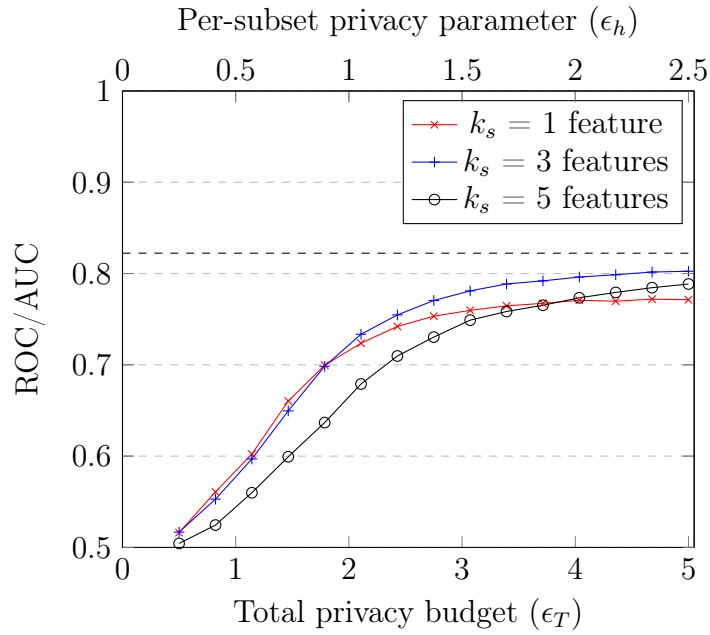 Per-subset privacy parameter (ϵ_h)
0 0.5 1 1.5 2 2.5
1
k_s = 1 feature
k_s = 3 features
k_s = 5 features
0.9
0.8
0.7
0.6
0.5
ROC/AUC
0 1 2 3 4 5
Total privacy budget (ϵ_T)